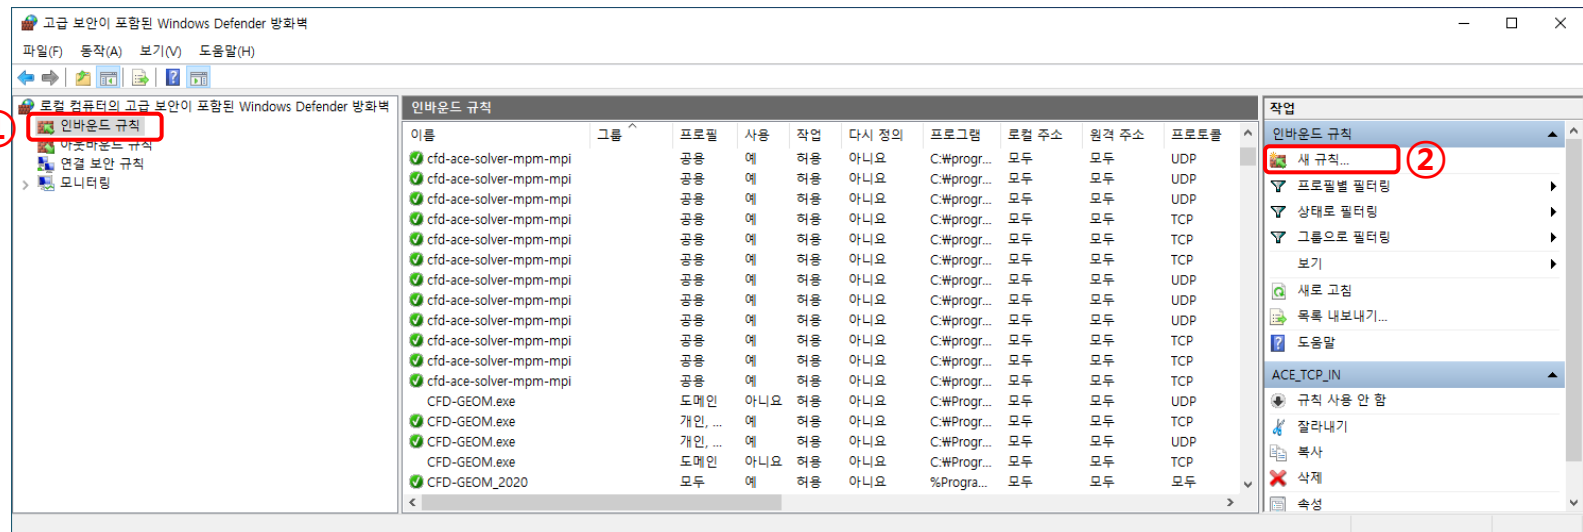 고급 보안이 포함된 Windows Defender 방화벽
파일(F) 동작(A) 보기(V) 도움말(H)
로컬 컴퓨터의 고급 보안이 포함된 Windows Defender 방화벽
인바운드 규칙
아웃바운드 규칙
연결 보안 규칙
모니터링
인바운드 규칙
이름 그룹 프로필 사용 작업 다시 정의 프로그램 로컬 주소 원격 주소 프로토콜
cfd-ace-solver-mpm-mpi 공용 예 허용 아니요 C:₩progr... 모두 모두 UDP
cfd-ace-solver-mpm-mpi 공용 예 허용 아니요 C:₩progr... 모두 모두 UDP
cfd-ace-solver-mpm-mpi 공용 예 허용 아니요 C:₩progr... 모두 모두 UDP
cfd-ace-solver-mpm-mpi 공용 예 허용 아니요 C:₩progr... 모두 모두 TCP
cfd-ace-solver-mpm-mpi 공용 예 허용 아니요 C:₩progr... 모두 모두 TCP
cfd-ace-solver-mpm-mpi 공용 예 허용 아니요 C:₩progr... 모두 모두 TCP
cfd-ace-solver-mpm-mpi 공용 예 허용 아니요 C:₩progr... 모두 모두 UDP
cfd-ace-solver-mpm-mpi 공용 예 허용 아니요 C:₩progr... 모두 모두 UDP
cfd-ace-solver-mpm-mpi 공용 예 허용 아니요 C:₩progr... 모두 모두 UDP
cfd-ace-solver-mpm-mpi 공용 예 허용 아니요 C:₩progr... 모두 모두 TCP
cfd-ace-solver-mpm-mpi 공용 예 허용 아니요 C:₩progr... 모두 모두 TCP
cfd-ace-solver-mpm-mpi 공용 예 허용 아니요 C:₩progr... 모두 모두 TCP
CFD-GEOM.exe 도메인 아니요 허용 아니요 C:₩Progr... 모두 모두 UDP
CFD-GEOM.exe 개인, ... 예 허용 아니요 C:₩Progr... 모두 모두 TCP
CFD-GEOM.exe 개인, ... 예 허용 아니요 C:₩Progr... 모두 모두 UDP
CFD-GEOM.exe 도메인 아니요 허용 아니요 C:₩Progr... 모두 모두 TCP
CFD-GEOM_2020 모두 예 허용 아니요 %Progra... 모두 모두 모두
작업
인바운드 규칙
새 규칙... ②
프로필별 필터링
상태로 필터링
그룹으로 필터링
보기
새로 고침
목록 내보내기...
도움말
ACE_TCP_IN
규칙 사용 안 함
잘라내기
복사
삭제
속성